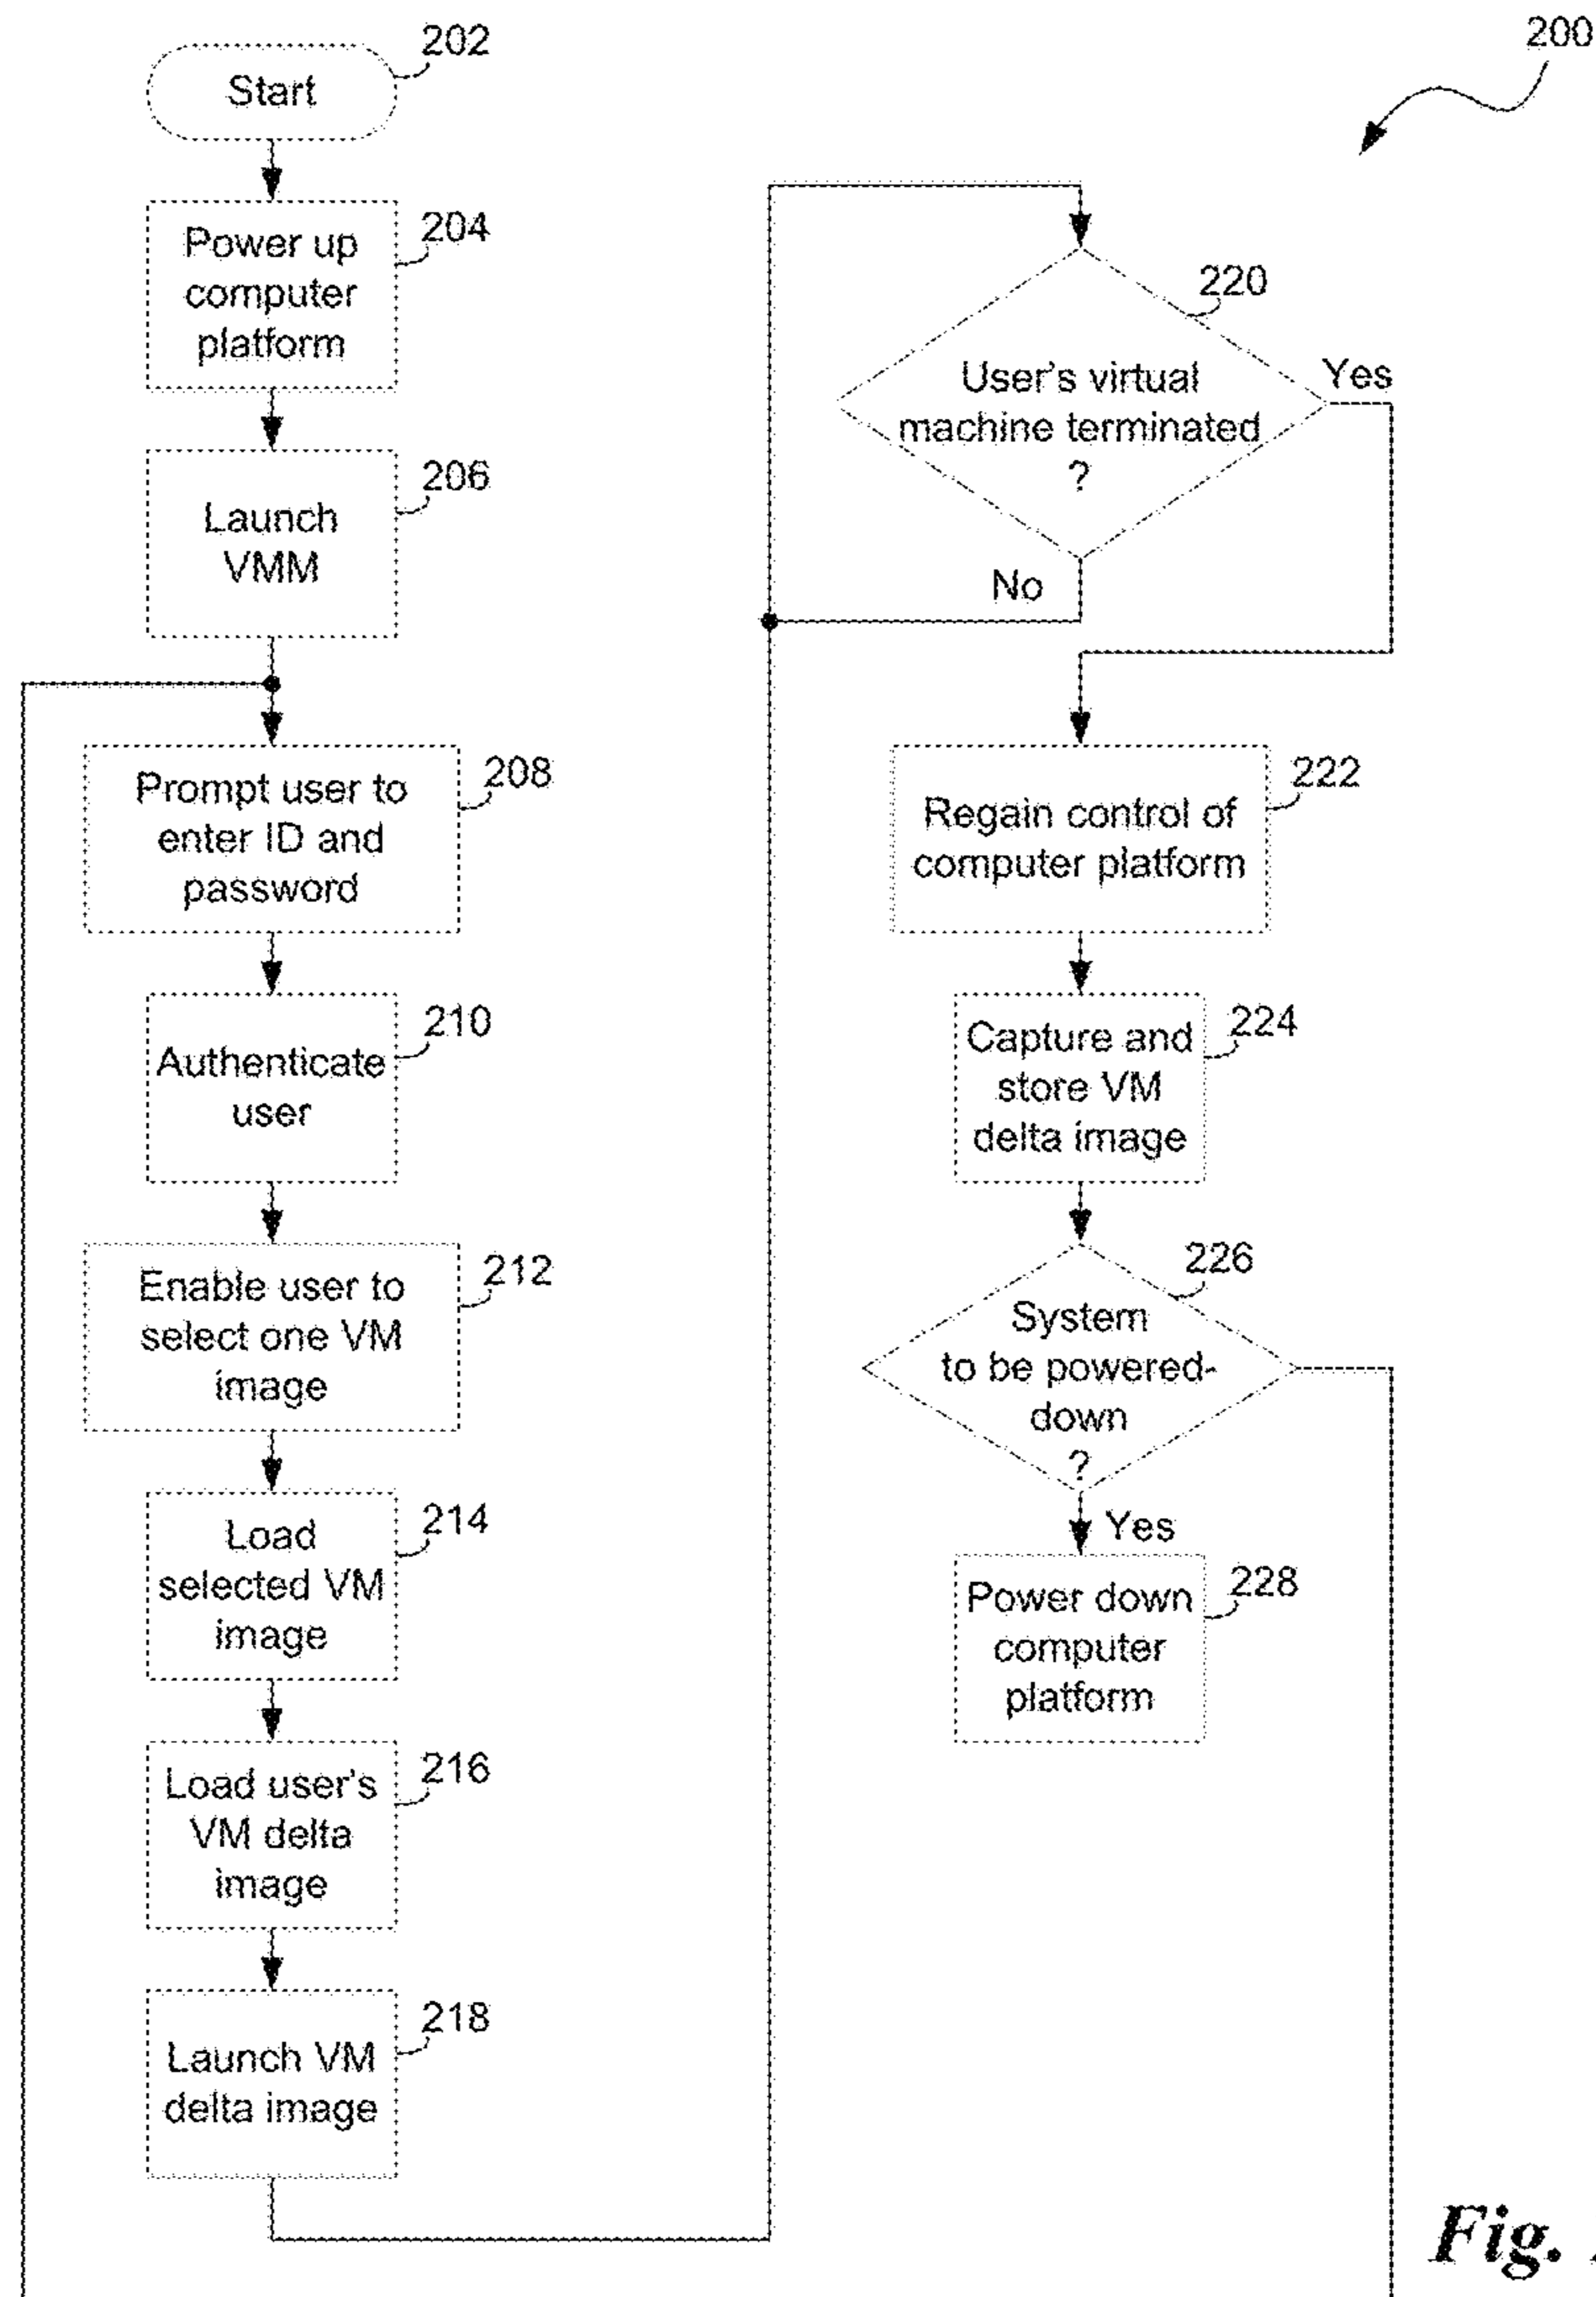 200
Start
202
Power up
computer
platform
204
Launch
VMM
206
Prompt user to
enter ID and
password
208
Authenticate
user
210
Enable user to
select one VM
image
212
Load
selected VM
image
214
Load user's
VM delta
image
216
Launch VM
delta image
218
User's virtual
machine terminated
?
220
Yes
No
Regain control of
computer platform
222
Capture and
store VM
delta image
224
System
to be powered-
down
?
226
Yes
Power down
computer
platform
228
Fig.